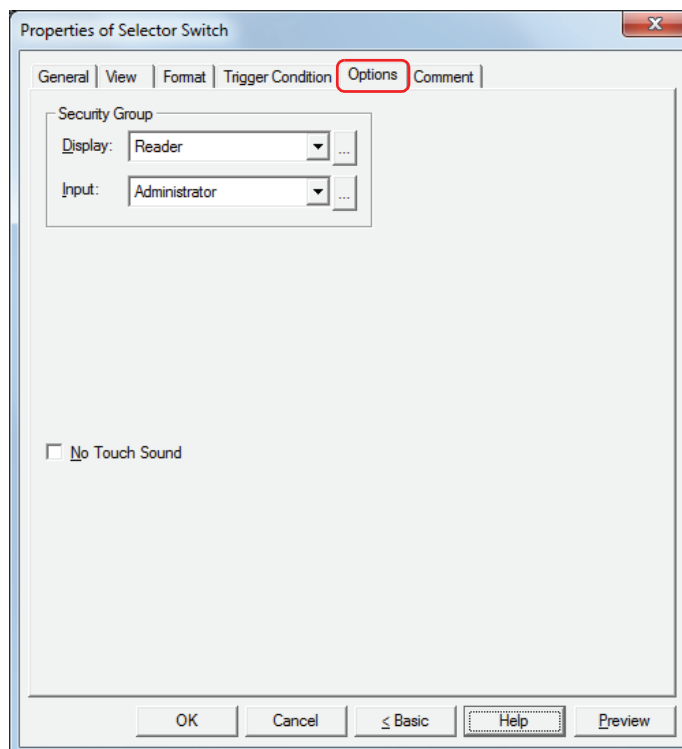 Properties of Selector Switch
x
General View Format Trigger Condition Options Comment
Security Group
Display: Reader ...
Input: Administrator ...
No Touch Sound
OK Cancel < Basic Help Preview